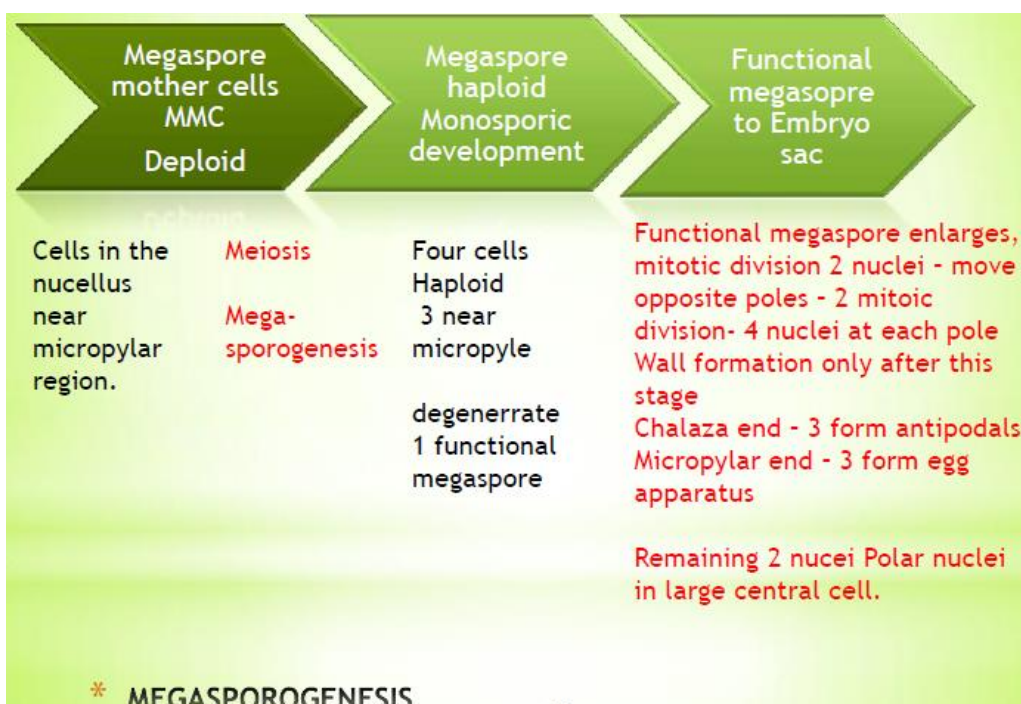 Megaspore
mother cells
MMC
Deploid
Megaspore
haploid
Monosporic
development
Functional
megasopre
to Embryo
sac
Cells in the
nucellus
near
micropylar
region.
Meiosis
Mega-
sporogenesis
Four cells
Haploid
3 near
micropyle
degenerrate
1 functional
megaspore
Functional megaspore enlarges,
mitotic division 2 nuclei – move
opposite poles – 2 mitoic
division- 4 nuclei at each pole
Wall formation only after this
stage
Chalaza end – 3 form antipodals
Micropylar end – 3 form egg
apparatus
Remaining 2 nucei Polar nuclei
in large central cell.
* MEGASPOROGENESIS